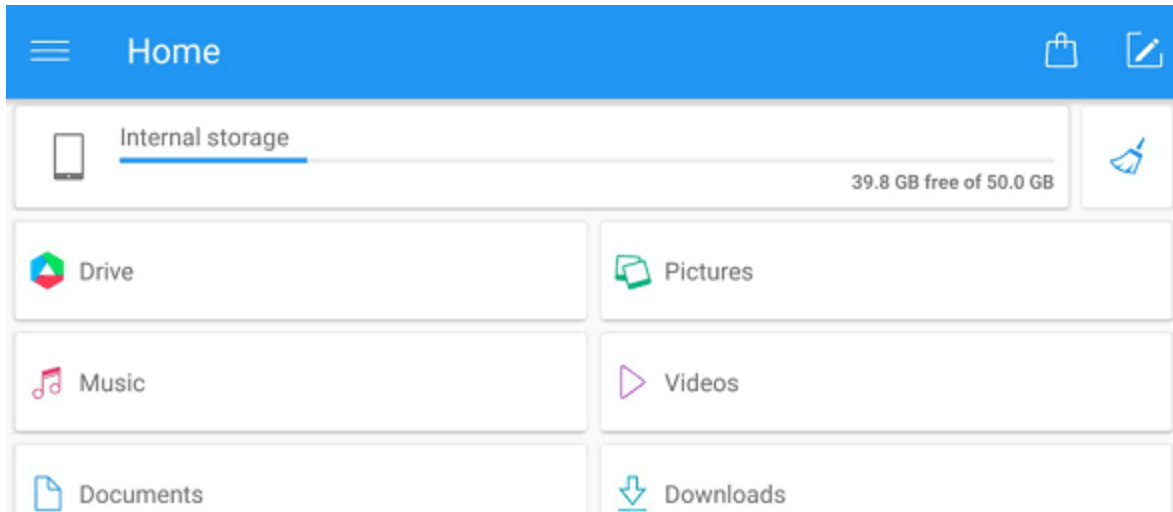 Home
Internal storage
39.8 GB free of 50.0 GB
Drive
Pictures
Music
Videos
Documents
Downloads